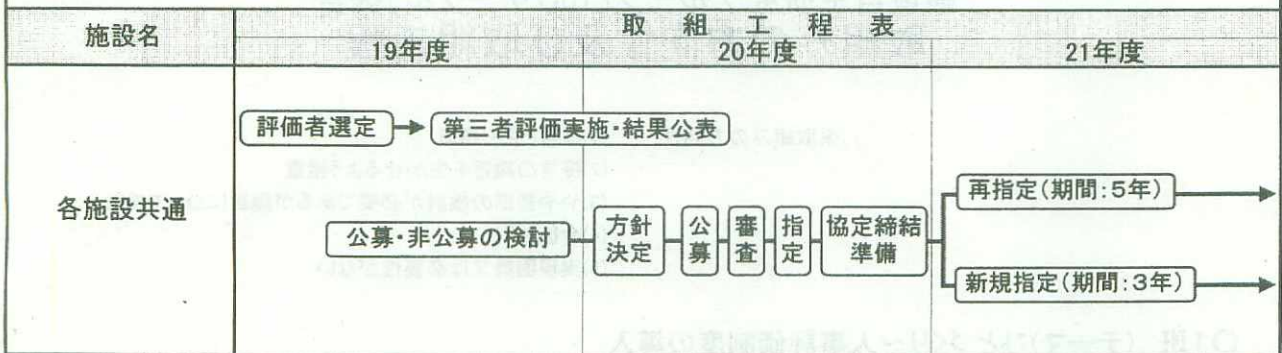 施設名
取組工程表
19年度
20年度
21年度
各施設共通
評価者選定
第三者評価実施・結果公表
公募・非公募の検討
方針
決定
公募
審査
指定
協定締結
準備
再指定(期間:5年)
新規指定(期間:3年)